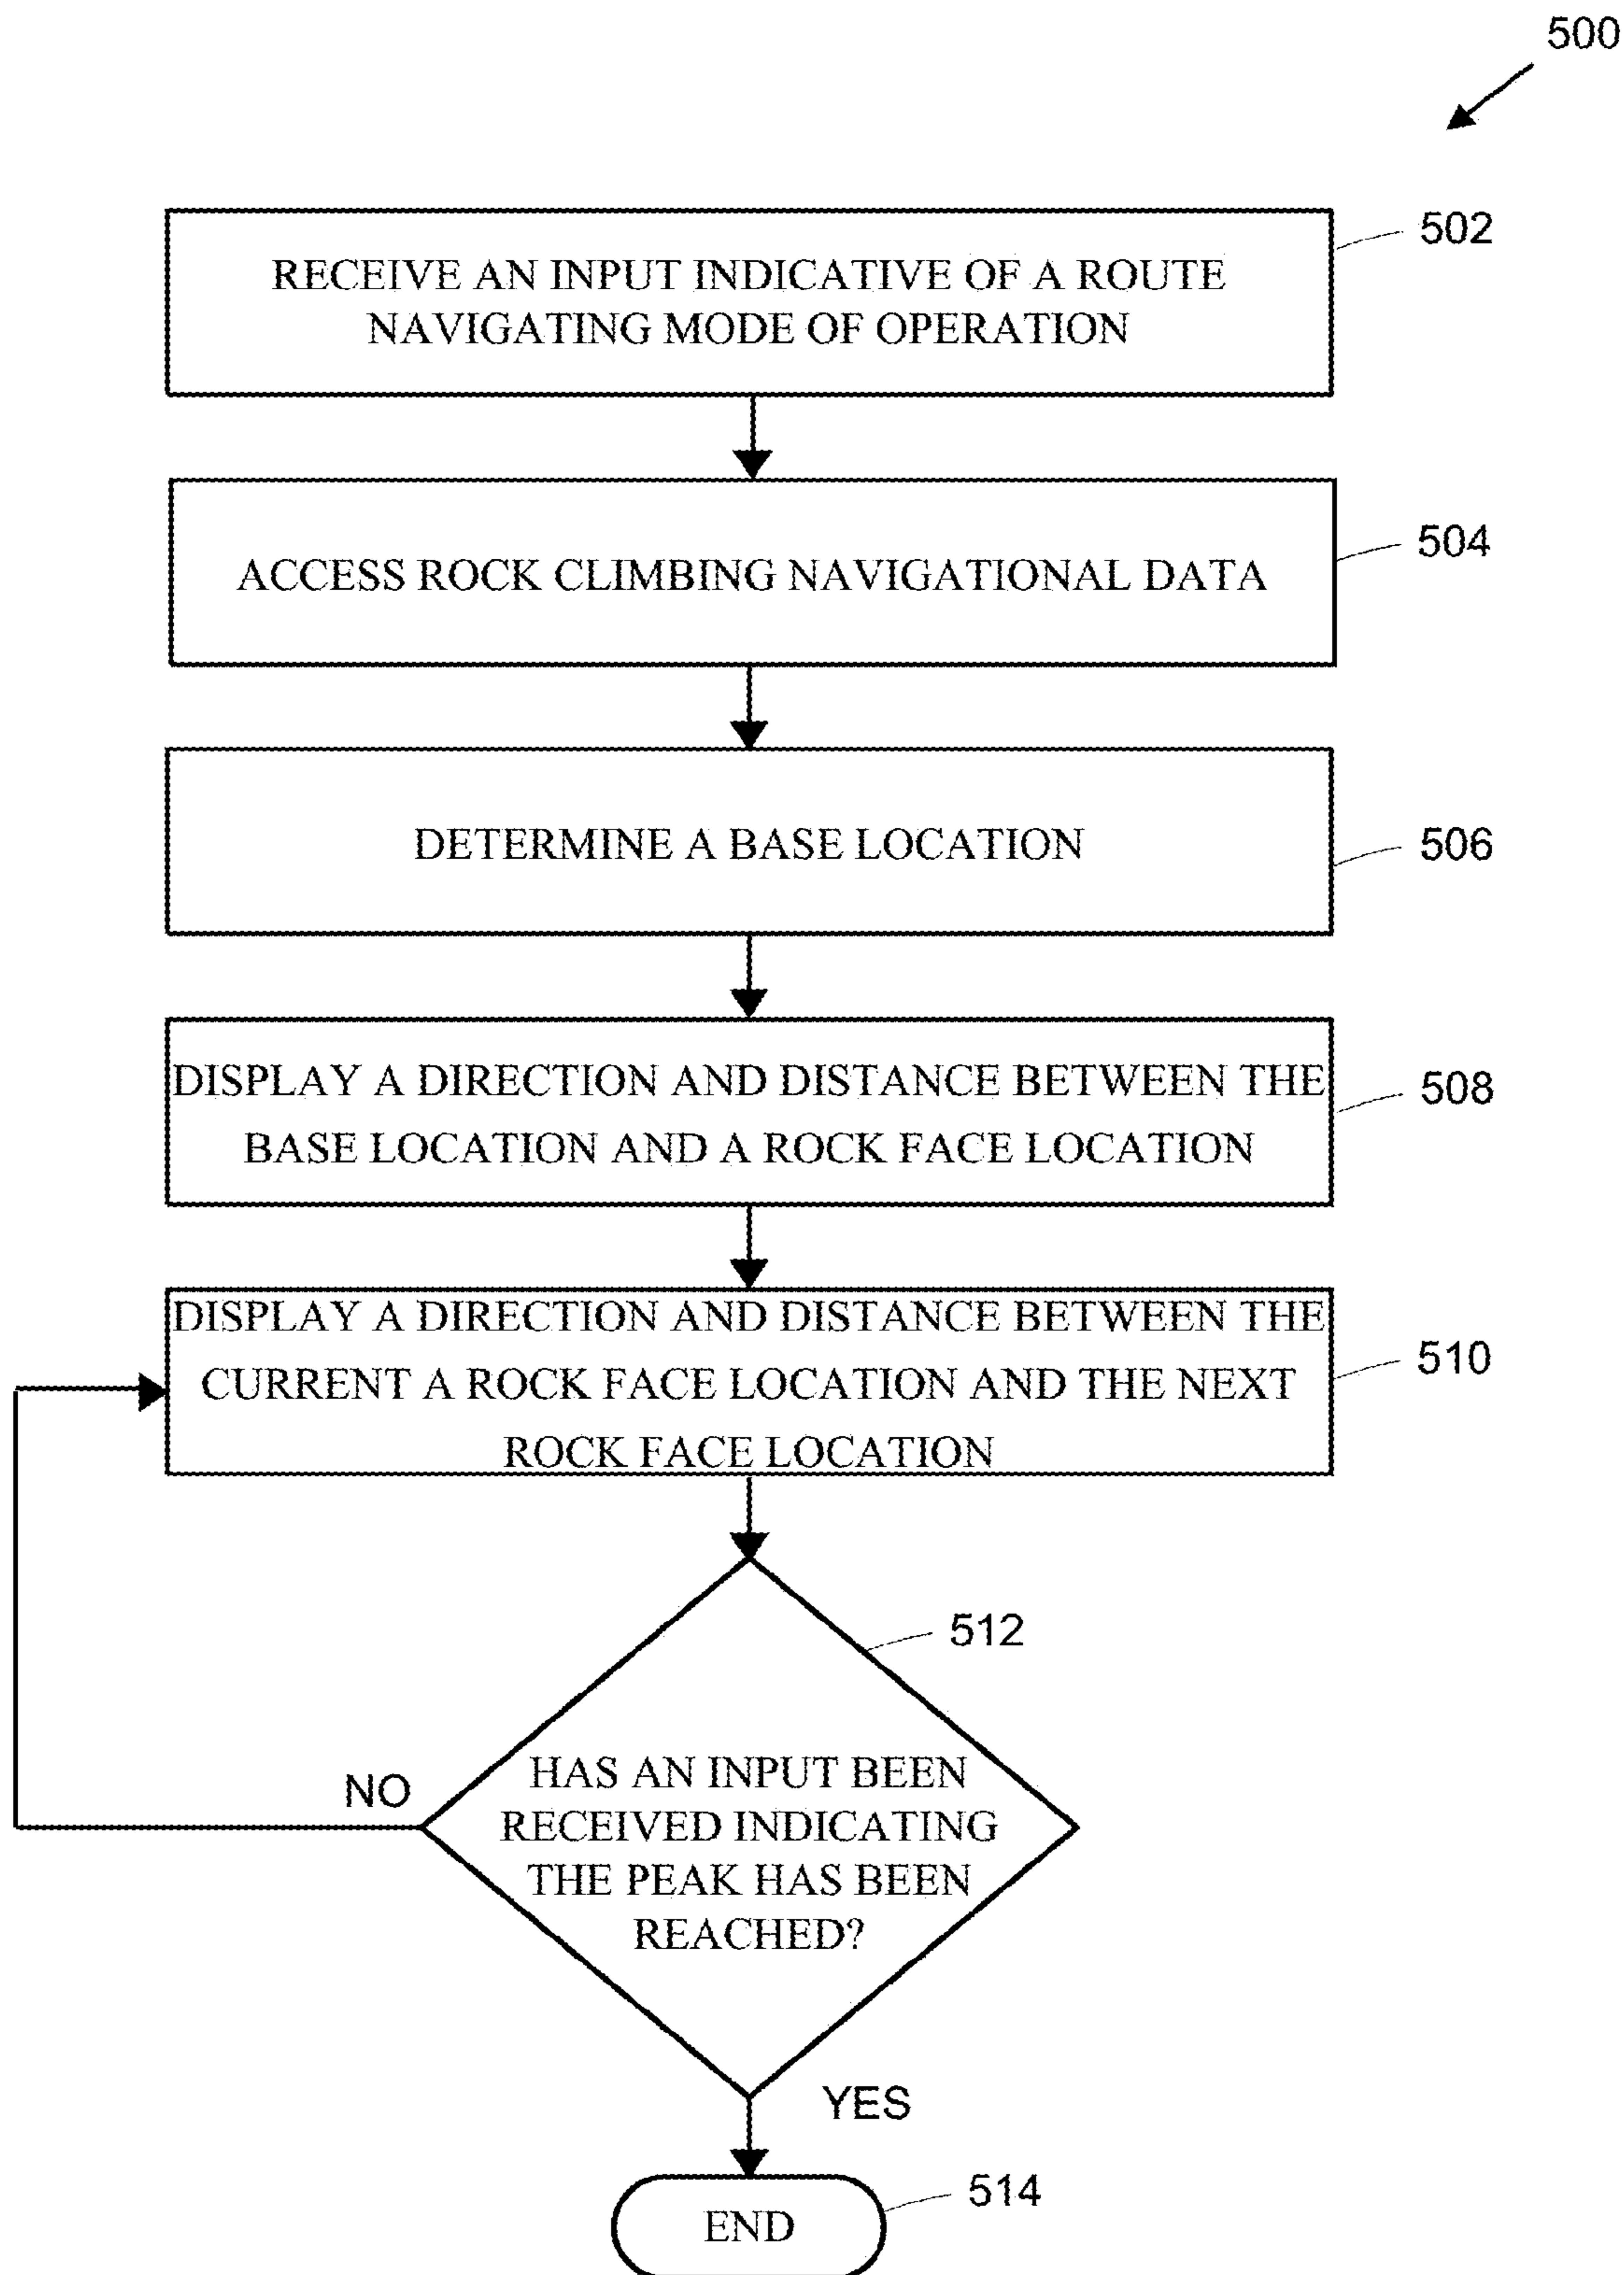 500
502
RECEIVE AN INPUT INDICATIVE OF A ROUTE
NAVIGATING MODE OF OPERATION
504
ACCESS ROCK CLIMBING NAVIGATIONAL DATA
506
DETERMINE A BASE LOCATION
508
DISPLAY A DIRECTION AND DISTANCE BETWEEN THE
BASE LOCATION AND A ROCK FACE LOCATION
510
DISPLAY A DIRECTION AND DISTANCE BETWEEN THE
CURRENT A ROCK FACE LOCATION AND THE NEXT
ROCK FACE LOCATION
512
HAS AN INPUT BEEN
RECEIVED INDICATING
THE PEAK HAS BEEN
REACHED?
NO
YES
514
END